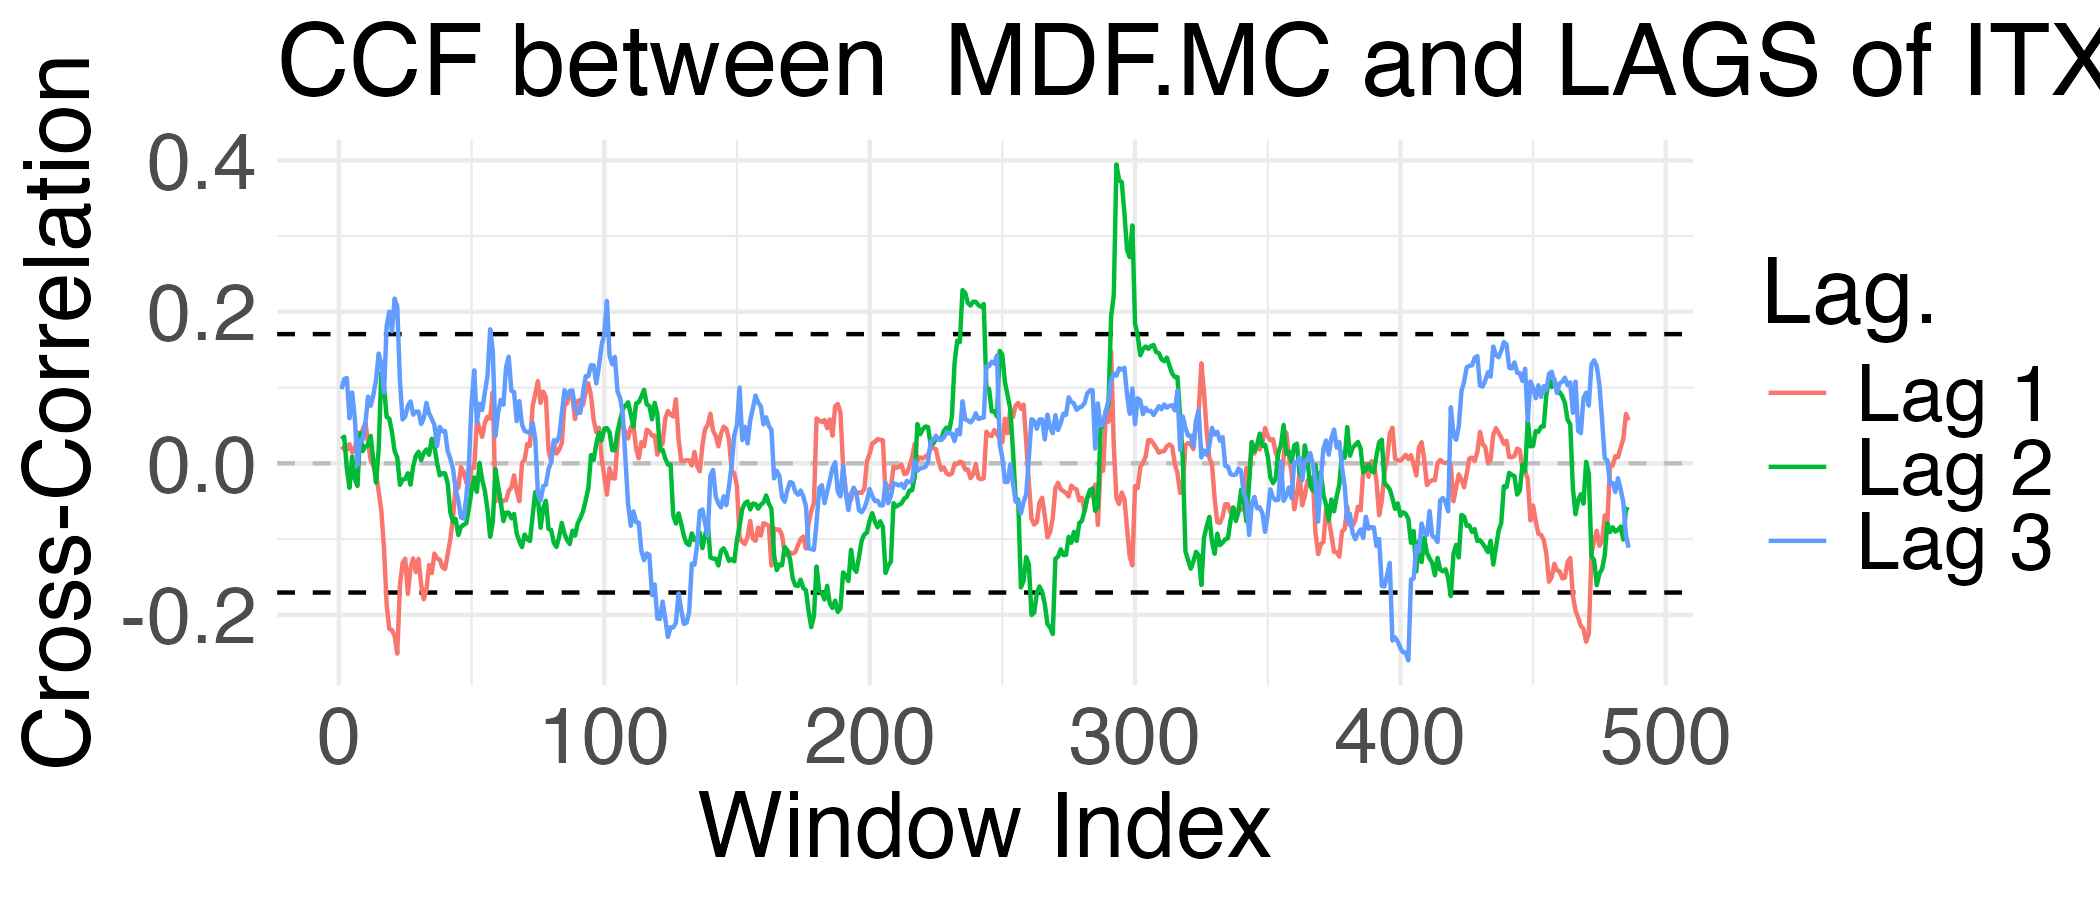 CCF between MDF.MC and LAGS of ITX
Cross-Correlation
0.4
0.2
0.0
-0.2
0 100 200 300 400 500
Window Index
Lag.
Lag 1
Lag 2
Lag 3